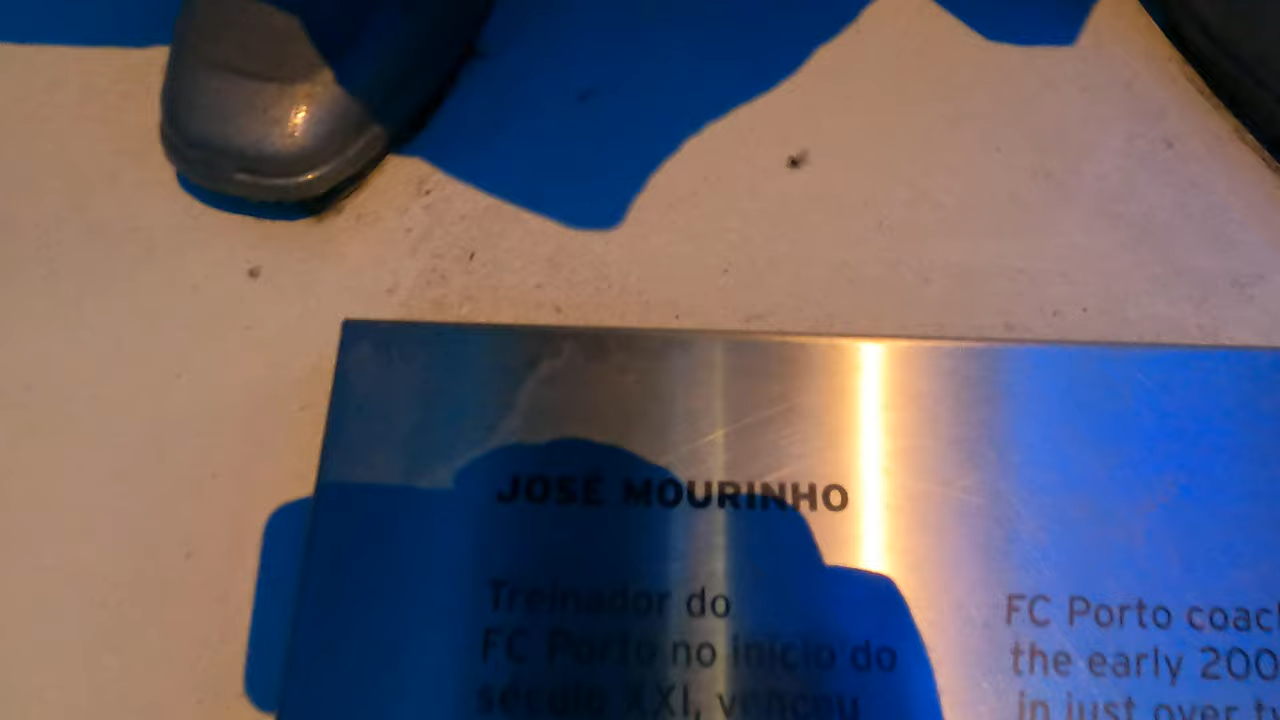 JOSÉ MOURINHO
Treinador do
FC Porto no início do
século XXI, venceu
FC Porto coac
the early 200
in just over